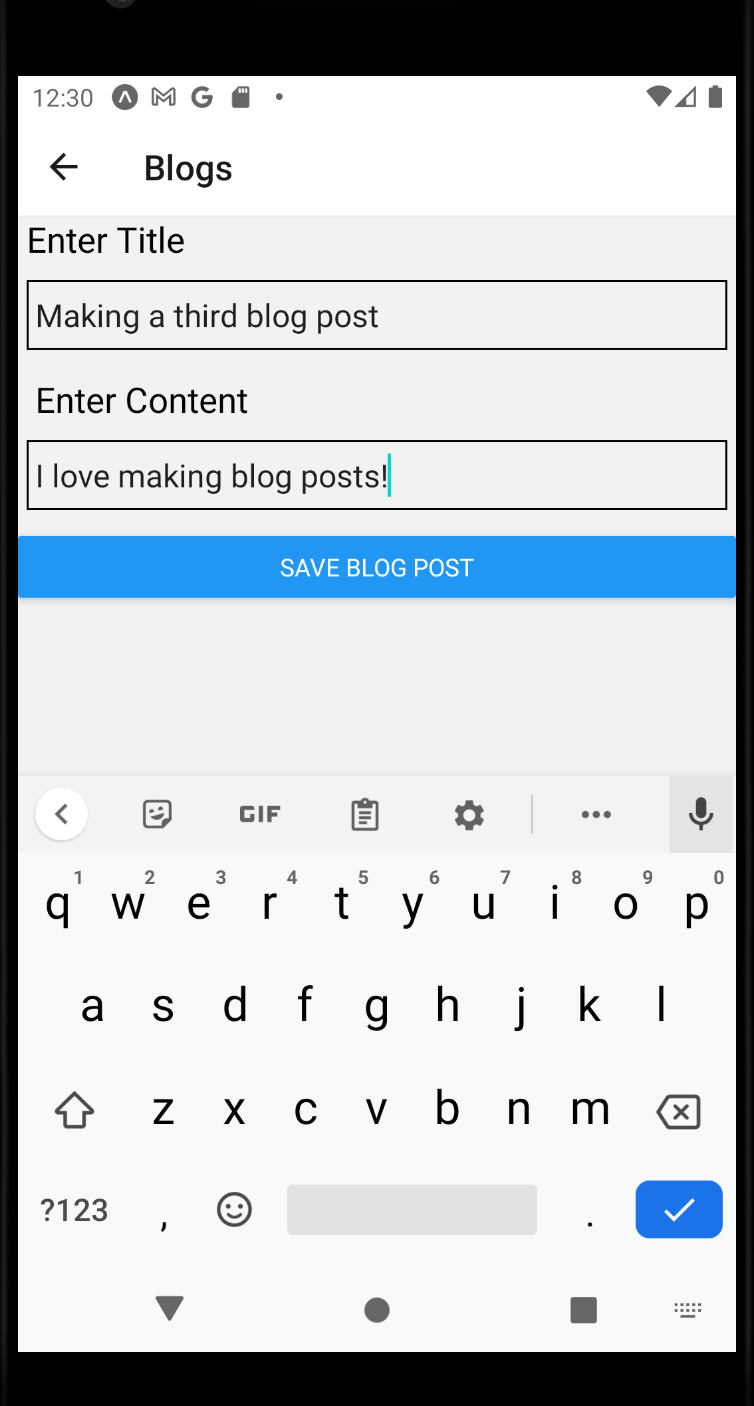 12:30
Blogs
Enter Title
Making a third blog post
Enter Content
I love making blog posts!
SAVE BLOG POST
GIF
1 2 3 4 5 6 7 8 9 0
q w e r t y u i o p
a s d f g h j k l
z x c v b n m
?123 , .